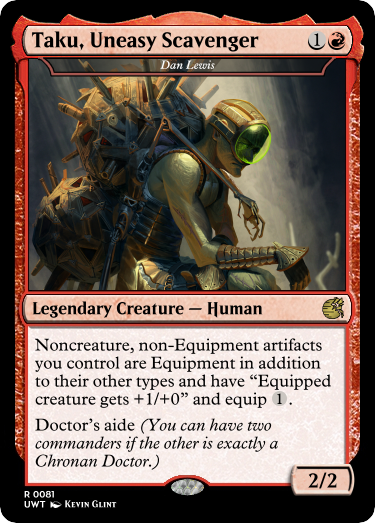 Taku, Uneasy Scavenger 1
Dan Lewis
Legendary Creature — Human
Noncreature, non-Equipment artifacts
you control are Equipment in addition
to their other types and have “Equipped
creature gets +1/+0” and equip 1.
Doctor's aide (You can have two
commanders if the other is exactly a
Chronan Doctor.)
2/2
R 0081
UWT Kevin Glint